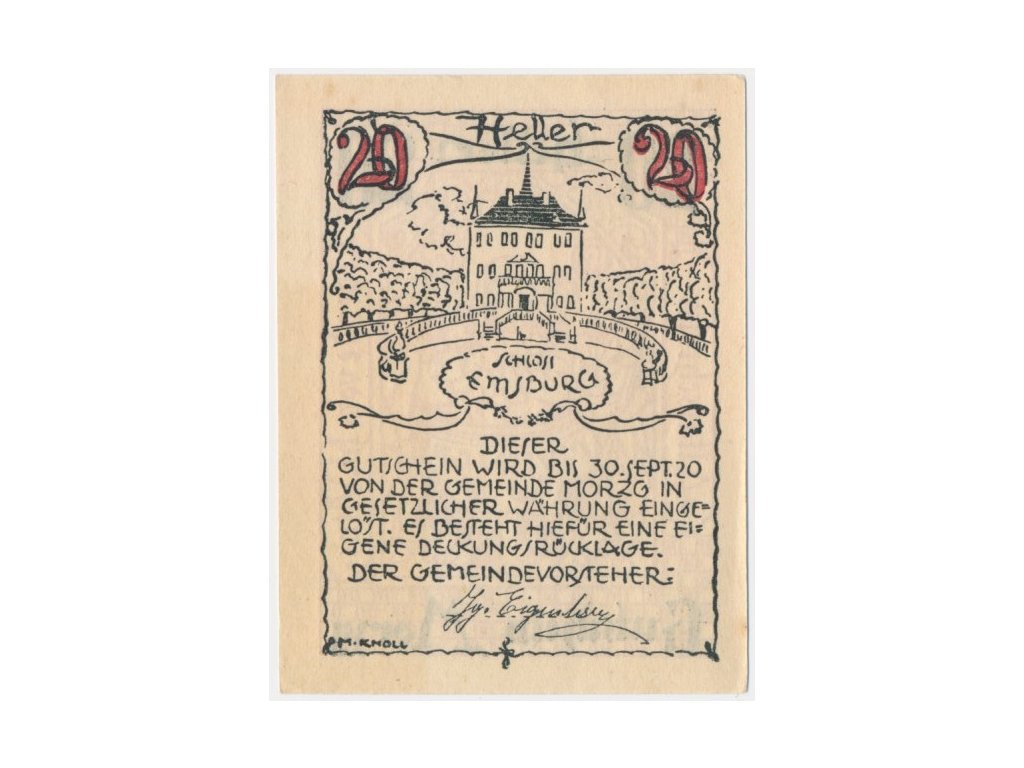 20 Heller 20
SCHLOSS
EMSBURG
DIESER
GUTSCHEIN WIRD BIS 30. SEPT. 20
VON DER GEMEINDE MORZG IN
GESETZLICHER WÄHRUNG EINGE=
LÖST. ES BESTEHT HIEFÜR EINE EI=
GENE DECKUNGSRÜCKLAGE.
DER GEMEINDEVORSTEHER:
M. KNOLL